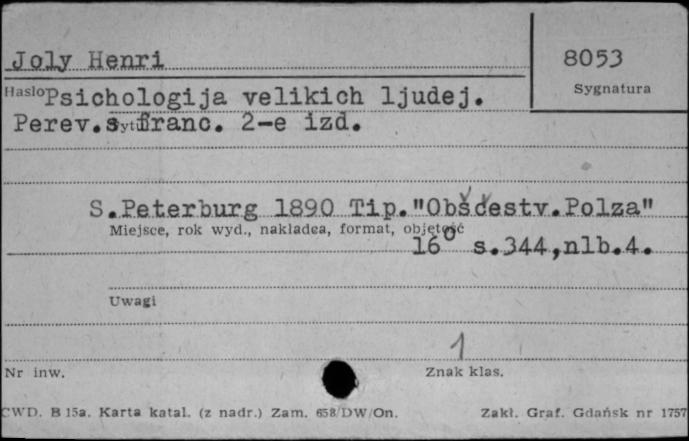 Joly Henri
8053
Hasło
Sygnatura
Psichologija velikich ljudej.
Perev.s franc. 2-e izd.
S.Peterburg 1890 Tip."Obščestv.Polza"
Miejsce, rok wyd., nakładca, format, objętość
16° s.344,nlb.4.
Uwagi
1
Nr inw.
Znak klas.
CWD. B 15a. Karta katal. (z nadr.) Zam. 658/DW/On.
Zakł. Graf. Gdańsk nr 1757